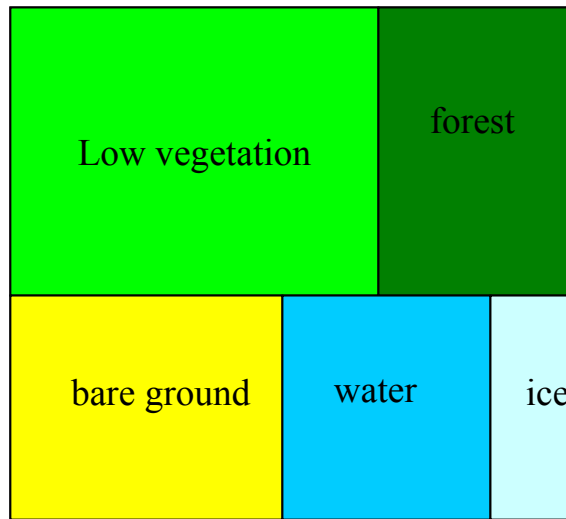 Low vegetation
forest
bare ground
water
ice